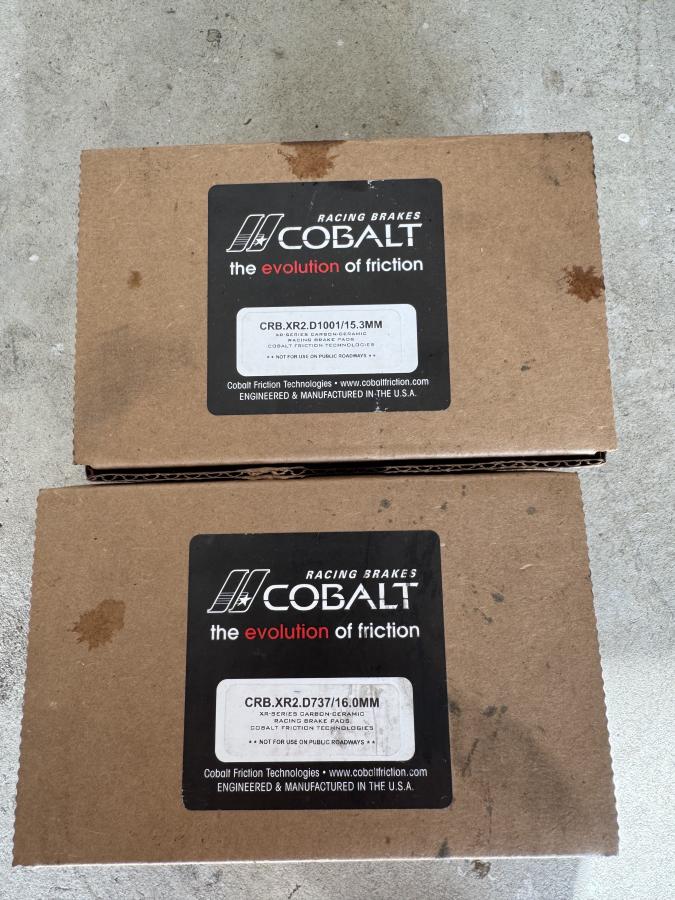 RACING BRAKES
COBALT
the evolution of friction
CRB.XR2.D1001/15.3MM
XR-SERIES CARBON-CERAMIC
RACING BRAKE PADS
COBALT FRICTION TECHNOLOGIES
** NOT FOR USE ON PUBLIC ROADWAYS **
Cobalt Friction Technologies • www.cobaltfriction.com
ENGINEERED & MANUFACTURED IN THE U.S.A.
RACING BRAKES
COBALT
the evolution of friction
CRB.XR2.D737/16.0MM
XR-SERIES CARBON-CERAMIC
RACING BRAKE PADS
COBALT FRICTION TECHNOLOGIES
** NOT FOR USE ON PUBLIC ROADWAYS **
Cobalt Friction Technologies • www.cobaltfriction.com
ENGINEERED & MANUFACTURED IN THE U.S.A.